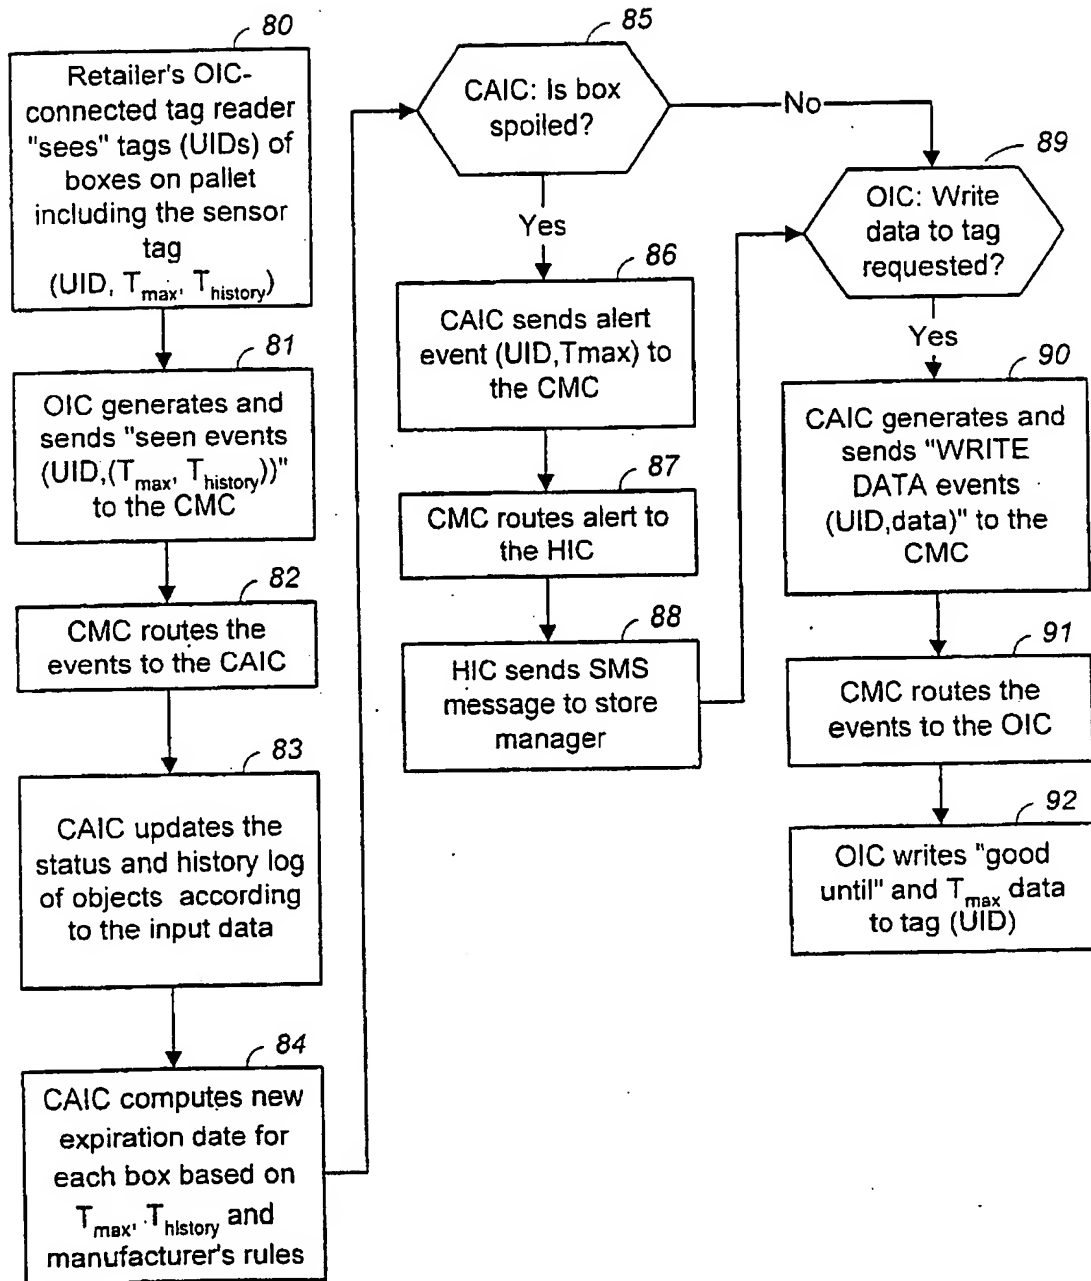 80
Retailer's OIC-
connected tag reader
"sees" tags (UIDs) of
boxes on pallet
including the sensor
tag
(UID, Tmax, Thistory)
81
OIC generates and
sends "seen events
(UID,(Tmax, Thistory))"
to the CMC
82
CMC routes the
events to the CAIC
83
CAIC updates the
status and history log
of objects according
to the input data
84
CAIC computes new
expiration date for
each box based on
Tmax, Thistory and
manufacturer's rules
85
CAIC: Is box
spoiled?
No
Yes
86
CAIC sends alert
event (UID,Tmax) to
the CMC
87
CMC routes alert to
the HIC
88
HIC sends SMS
message to store
manager
89
OIC: Write
data to tag
requested?
Yes
90
CAIC generates and
sends "WRITE
DATA events
(UID,data)" to the
CMC
91
CMC routes the
events to the OIC
92
OIC writes "good
until" and Tmax data
to tag (UID)